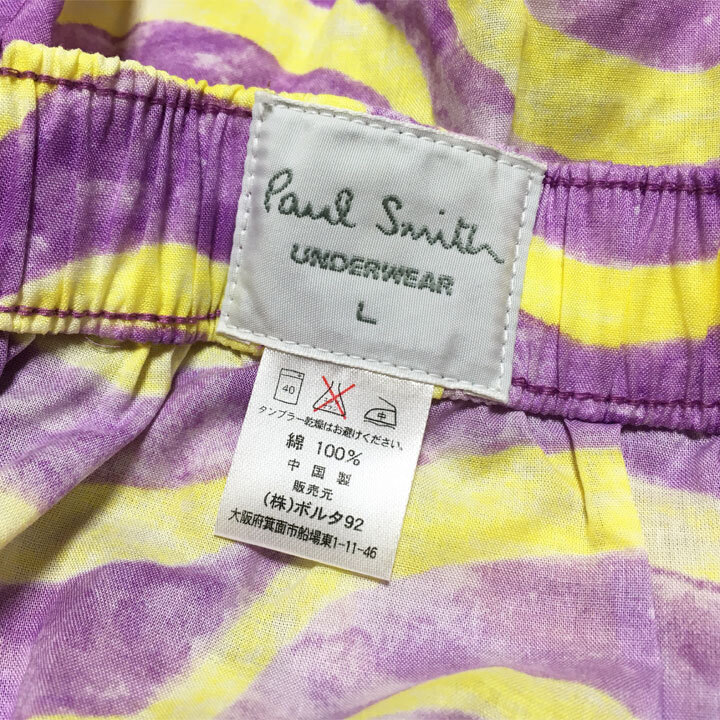 Paul Smith
UNDERWEAR
L
40 中
タンブラー乾燥はお避けください。
綿 100%
中国製
販売元
(株)ボルタ92
大阪府箕面市船場東1-11-46